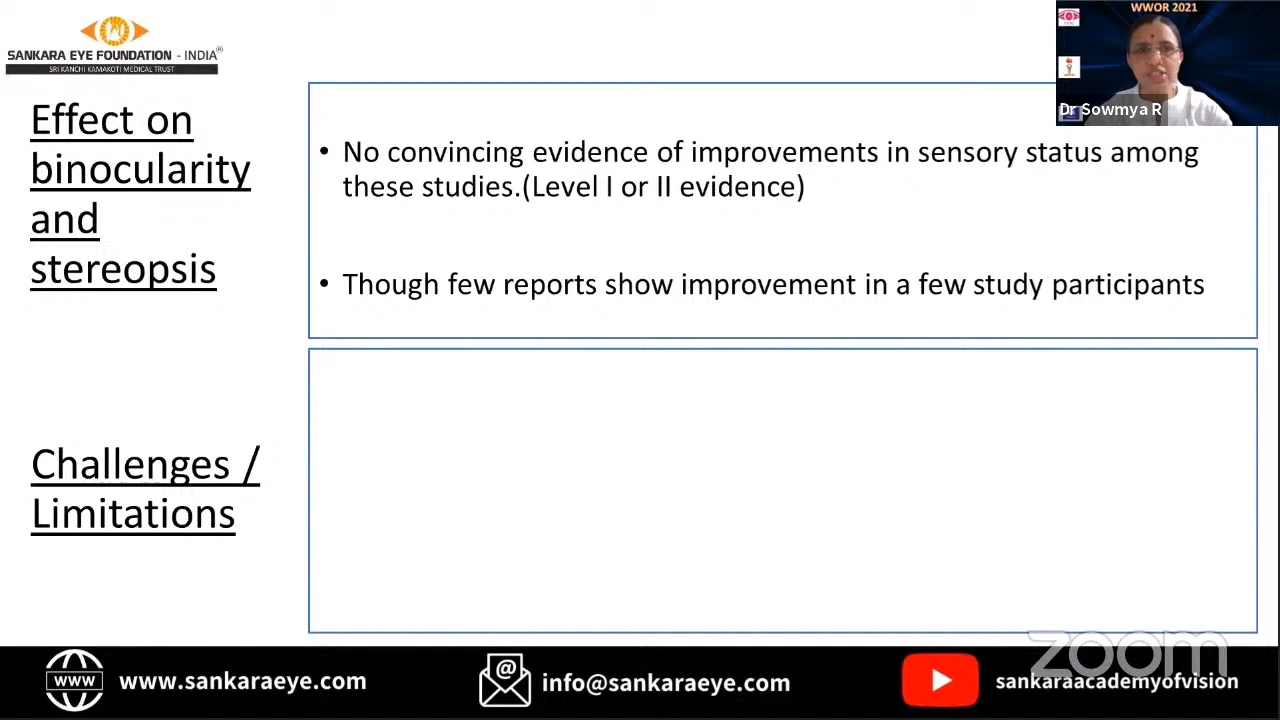 SANKARA EYE FOUNDATION - INDIA®
SRI KANCHI KAMAKOTI MEDICAL TRUST
WWOR 2021
Dr Sowmya R
Effect on
binocularity
and
stereopsis
• No convincing evidence of improvements in sensory status among
these studies.(Level I or II evidence)
• Though few reports show improvement in a few study participants
Challenges /
Limitations
zoom
www
www.sankaraeye.com
@
info@sankaraeye.com
sankaraacademyofvision